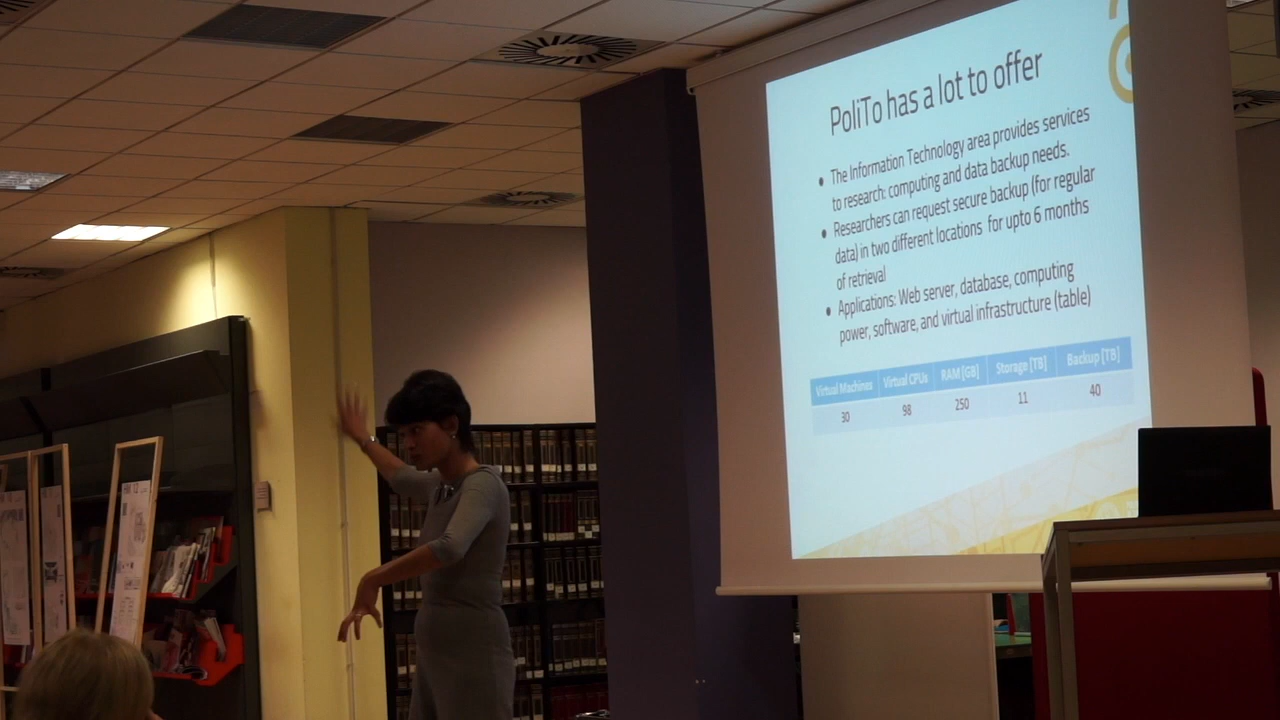 PoliTo has a lot to offer
• The Information Technology area provides services
to research: computing and data backup needs.
• Researchers can request secure backup (for regular
data) in two different locations for upto 6 months
of retrieval
• Applications: Web server, database, computing
power, software, and virtual infrastructure (table)
Virtual Machines Virtual CPUs RAM [GB] Storage [TB] Backup [TB]
30 98 250 11 40